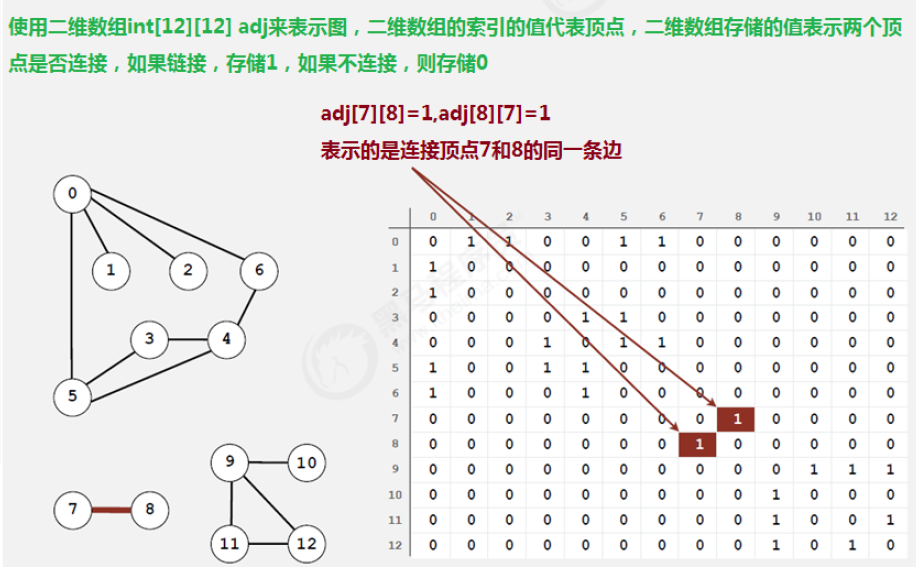 使用二维数组int[12][12] adj来表示图，二维数组的索引的值代表顶点，二维数组存储的值表示两个顶
点是否连接，如果链接，存储1，如果不连接，则存储0
adj[7][8]=1,adj[8][7]=1
表示的是连接顶点7和8的同一条边
0
1
2
6
3
4
5
9
10
7
8
11
12
0 1 2 3 4 5 6 7 8 9 10 11 12
0 0 1 1 0 0 1 1 0 0 0 0 0 0
1 1 0 0 0 0 0 0 0 0 0 0 0
2 1 0 0 0 0 0 0 0 0 0 0 0 0
3 0 0 0 0 1 1 0 0 0 0 0 0 0
4 0 0 0 1 0 1 1 0 0 0 0 0 0
5 1 0 0 1 1 0 0 0 0 0 0 0 0
6 1 0 0 0 1 0 0 0 0 0 0 0 0
7 0 0 0 0 0 0 0 0 1 0 0 0 0
8 0 0 0 0 0 0 0 1 0 0 0 0 0
9 0 0 0 0 0 0 0 0 0 0 1 1 1
10 0 0 0 0 0 0 0 0 0 1 0 0 0
11 0 0 0 0 0 0 0 0 0 1 0 0 1
12 0 0 0 0 0 0 0 0 0 1 0 1 0